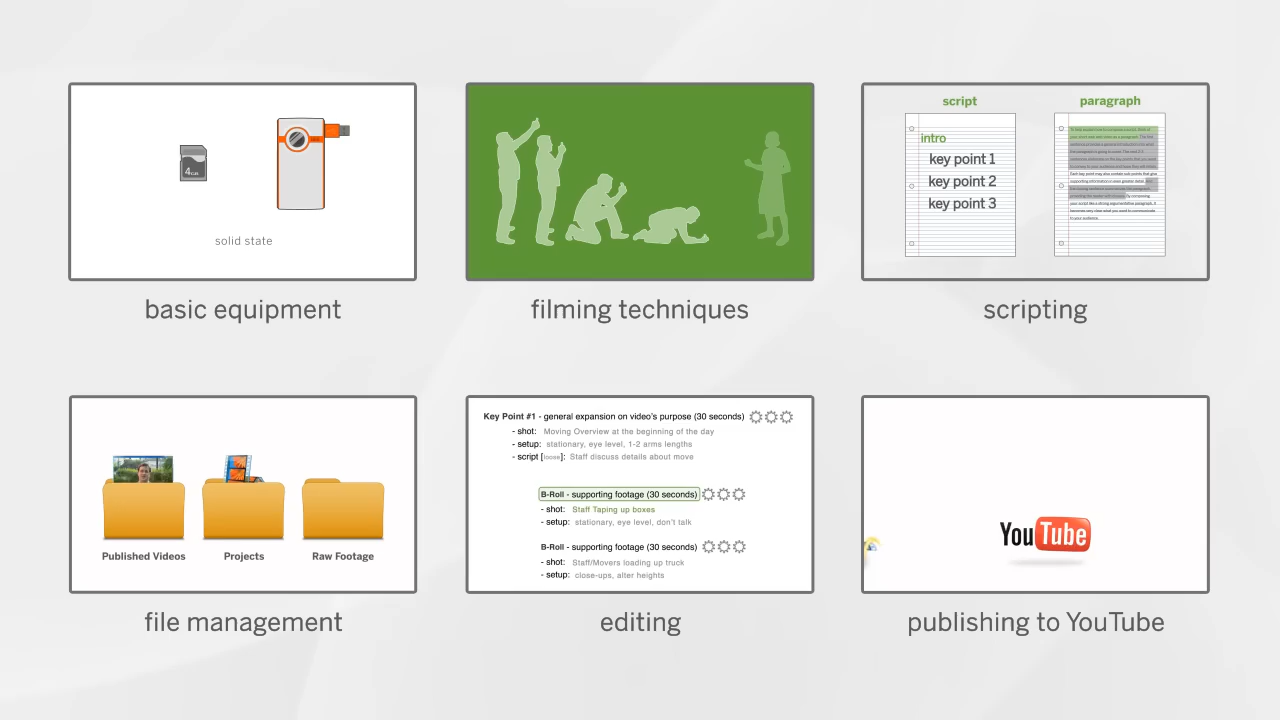 4
solid state
basic equipment
filming techniques
script
paragraph
intro
key point 1
key point 2
key point 3
scripting
Published Videos
Projects
Raw Footage
file management
Key Point #1 - general expansion on video's purpose (30 seconds)
- shot: Moving Overview at the beginning of the day
- setup: stationary, eye level, 1-2 arms lengths
- script [loose]: Staff discuss details about move
B-Roll - supporting footage (30 seconds)
- shot: Staff Taping up boxes
- setup: stationary, eye level, don't talk
B-Roll - supporting footage (30 seconds)
- shot: Staff/Movers loading up truck
- setup: close-ups, alter heights
editing
YouTube
publishing to YouTube